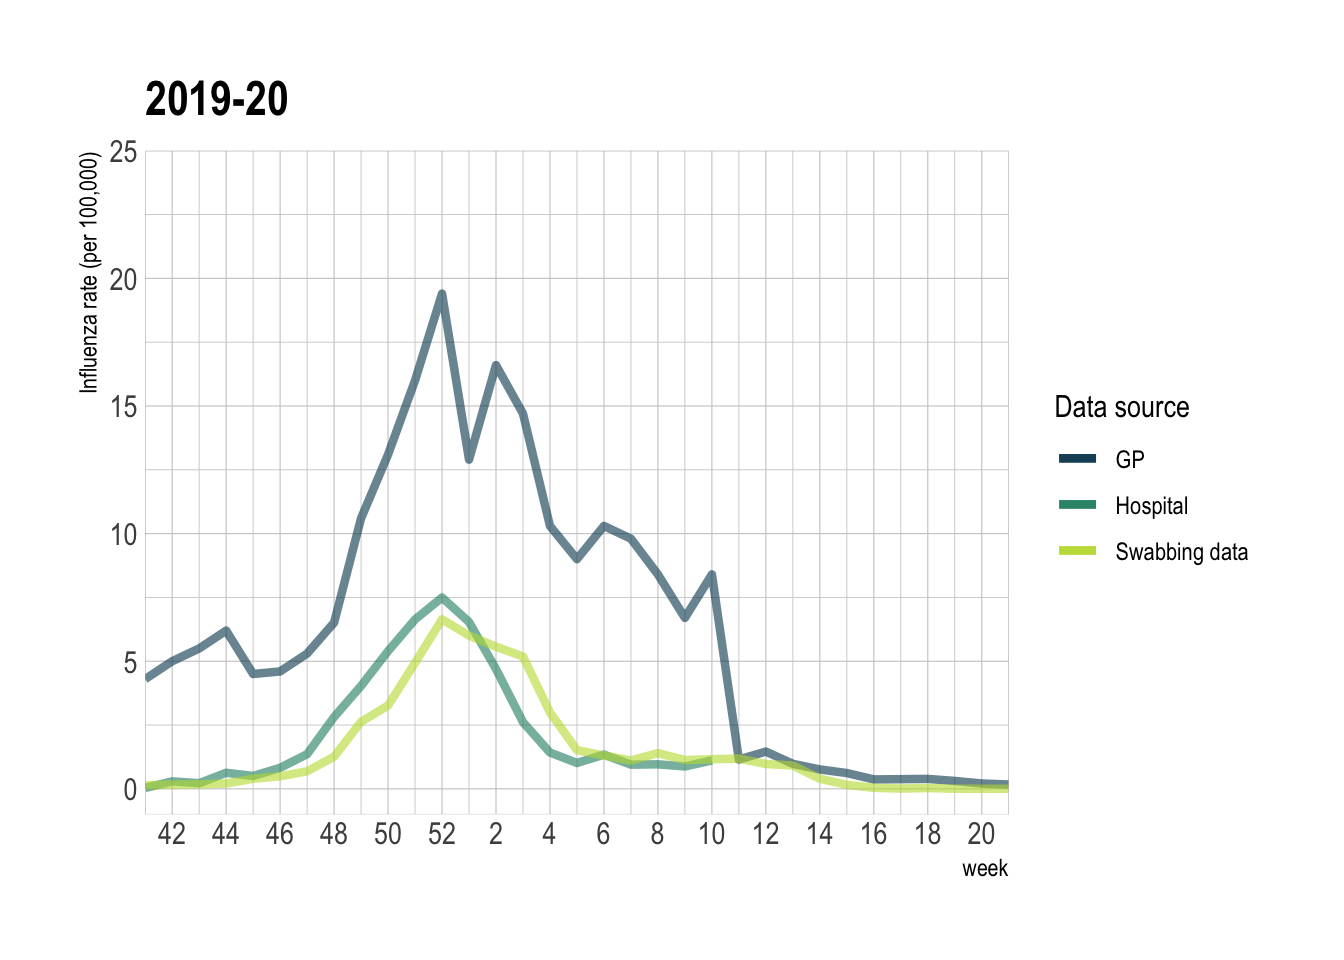 2019-20
Influenza rate (per 100,000)
25
20
15
10
5
0
42 44 46 48 50 52 2 4 6 8 10 12 14 16 18 20
week
Data source
GP
Hospital
Swabbing data